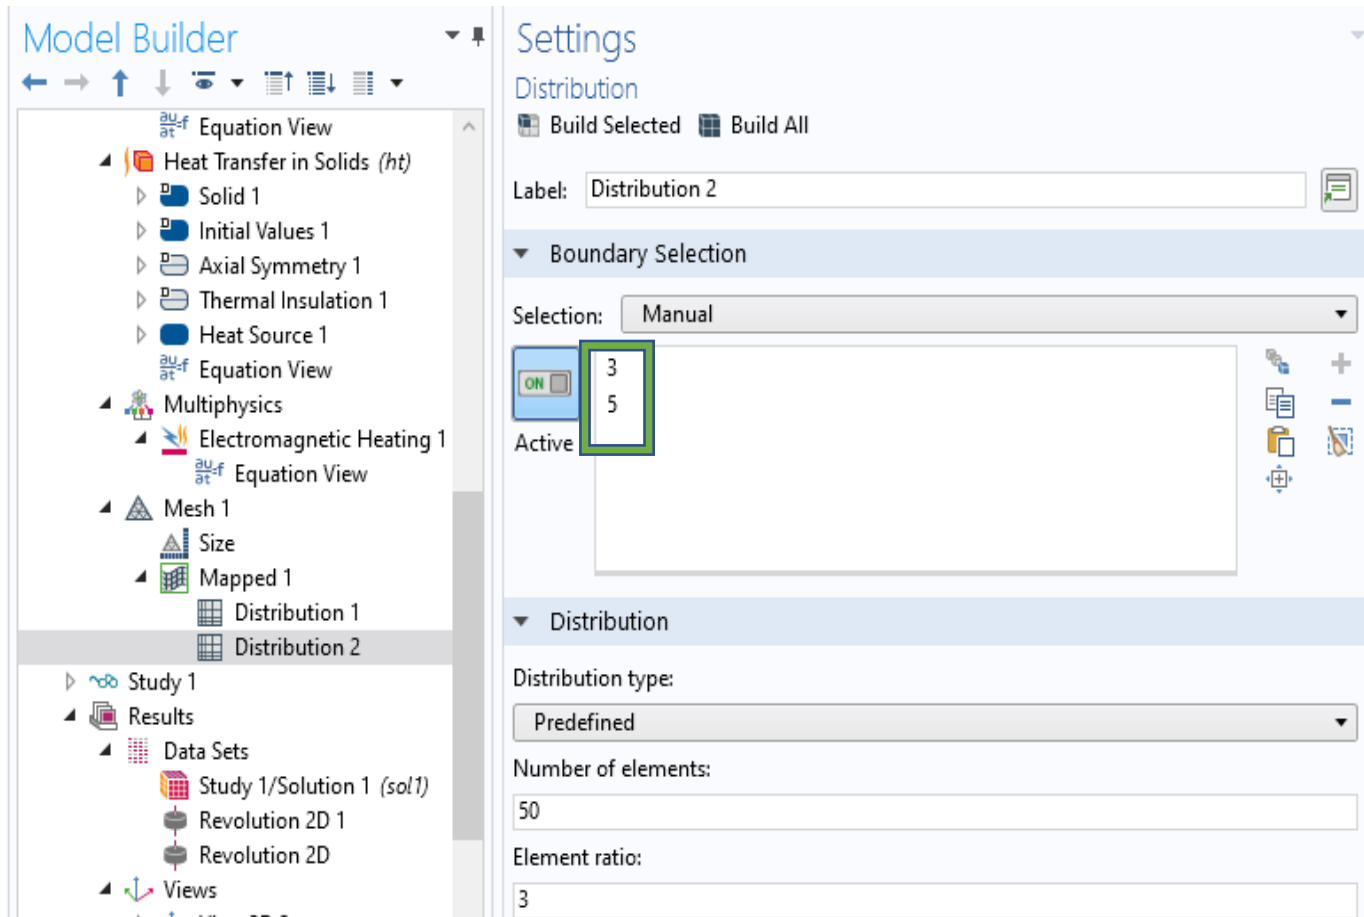 Model Builder
Equation View
Heat Transfer in Solids (ht)
Solid 1
Initial Values 1
Axial Symmetry 1
Thermal Insulation 1
Heat Source 1
Equation View
Multiphysics
Electromagnetic Heating 1
Equation View
Mesh 1
Size
Mapped 1
Distribution 1
Distribution 2
Study 1
Results
Data Sets
Study 1/Solution 1 (sol1)
Revolution 2D 1
Revolution 2D
Views
Settings
Distribution
Build Selected Build All
Label: Distribution 2
Boundary Selection
Selection: Manual
3
ON
5
Active
Distribution
Distribution type:
Predefined
Number of elements:
50
Element ratio:
3